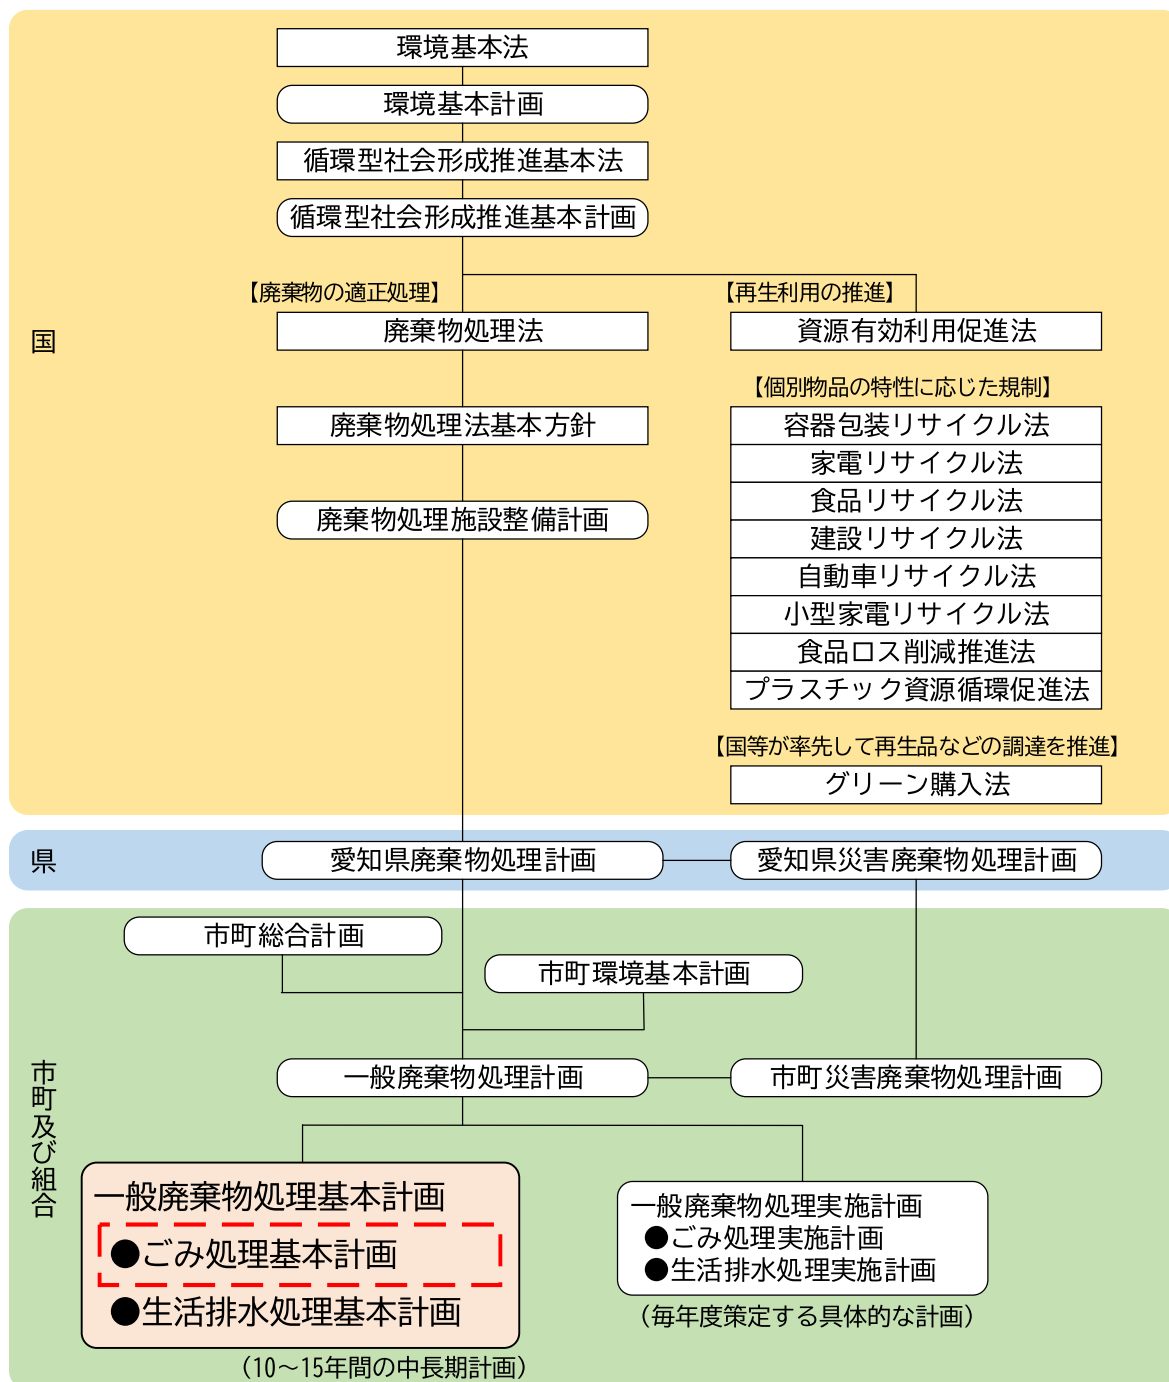 国
環境基本法
環境基本計画
循環型社会形成推進基本法
循環型社会形成推進基本計画
【廃棄物の適正処理】
廃棄物処理法
廃棄物処理法基本方針
廃棄物処理施設整備計画
【再生利用の推進】
資源有効利用促進法
【個別物品の特性に応じた規制】
容器包装リサイクル法
家電リサイクル法
食品リサイクル法
建設リサイクル法
自動車リサイクル法
小型家電リサイクル法
食品ロス削減推進法
プラスチック資源循環促進法
【国等が率先して再生品などの調達を推進】
グリーン購入法
県
愛知県廃棄物処理計画
愛知県災害廃棄物処理計画
市町及び組合
市町総合計画
市町環境基本計画
一般廃棄物処理計画
市町災害廃棄物処理計画
一般廃棄物処理基本計画
●ごみ処理基本計画
●生活排水処理基本計画
（10～15年間の中長期計画）
一般廃棄物処理実施計画
●ごみ処理実施計画
●生活排水処理実施計画
（毎年度策定する具体的な計画）